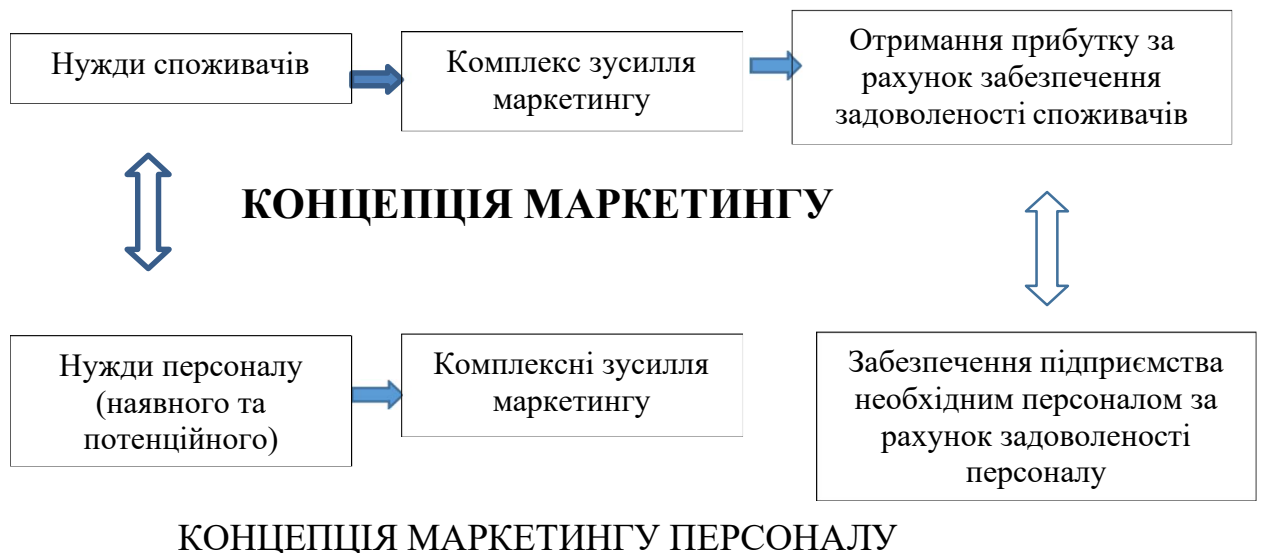 Нужди споживачів
Комплекс зусилля
маркетингу
Отримання прибутку за
рахунок забезпечення
задоволеності споживачів
КОНЦЕПЦІЯ МАРКЕТИНГУ
Нужди персоналу
(наявного та
потенційного)
Комплексні зусилля
маркетингу
Забезпечення підприємства
необхідним персоналом за
рахунок задоволеності
персоналу
КОНЦЕПЦІЯ МАРКЕТИНГУ ПЕРСОНАЛУ